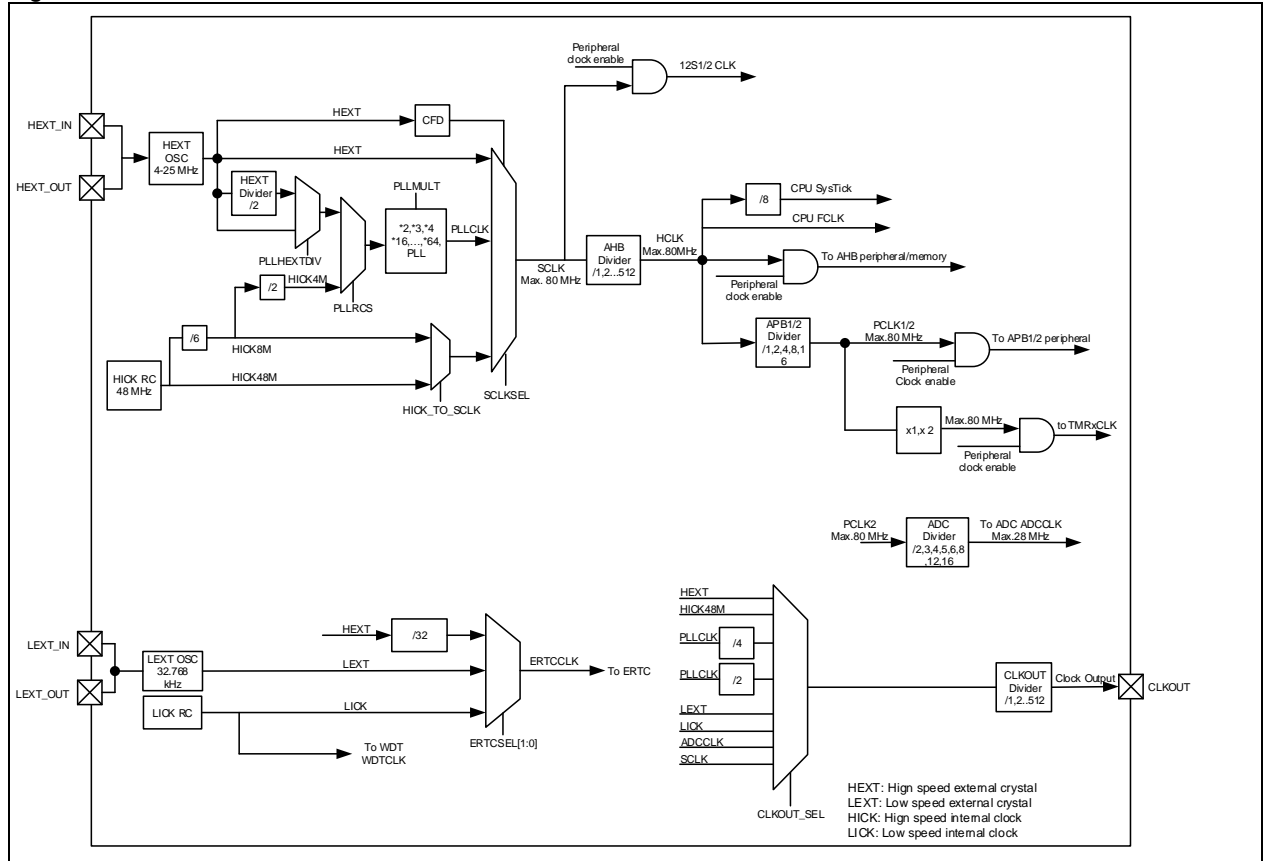 Peripheral
clock enable
12S1/2 CLK
HEXT_IN
HEXT_OUT
HEXT
OSC
4-25 MHz
HEXT
CFD
HEXT
HEXT
Divider
/2
PLLHEXTDIV
PLLMULT
*2,*3,*4
*16,...,*64,
PLL
PLLCLK
/2
HICK4M
PLLRCS
/6
HICK8M
HICK RC
48 MHz
HICK48M
HICK_TO_SCLK
SCLKSEL
SCLK
Max. 80 MHz
AHB
Divider
/1,2...512
HCLK
Max.80MHz
/8
CPU SysTick
CPU FCLK
To AHB peripheral/memory
Peripheral
clock enable
APB1/2
Divider
/1,2,4,8,1
6
PCLK1/2
Max.80 MHz
To APB1/2 peripheral
Peripheral
Clock enable
x1,x 2
Max.80 MHz
to TMRxCLK
Peripheral
clock enable
PCLK2
Max.80 MHz
ADC
Divider
/2,3,4,5,6,8
,12,16
To ADC ADCCLK
Max.28 MHz
LEXT_IN
LEXT_OUT
LEXT OSC
32.768
kHz
LICK RC
HEXT
/32
LEXT
LICK
To WDT
WDTCLK
ERTCSEL[1:0]
ERTCCLK
To ERTC
HEXT
HICK48M
PLLCLK
/4
PLLCLK
/2
LEXT
LICK
ADCCLK
SCLK
CLKOUT_SEL
CLKOUT
Divider
/1,2..512
Clock Output
CLKOUT
HEXT: Hign speed external crystal
LEXT: Low speed external crystal
HICK: Hign speed internal clock
LICK: Low speed internal clock